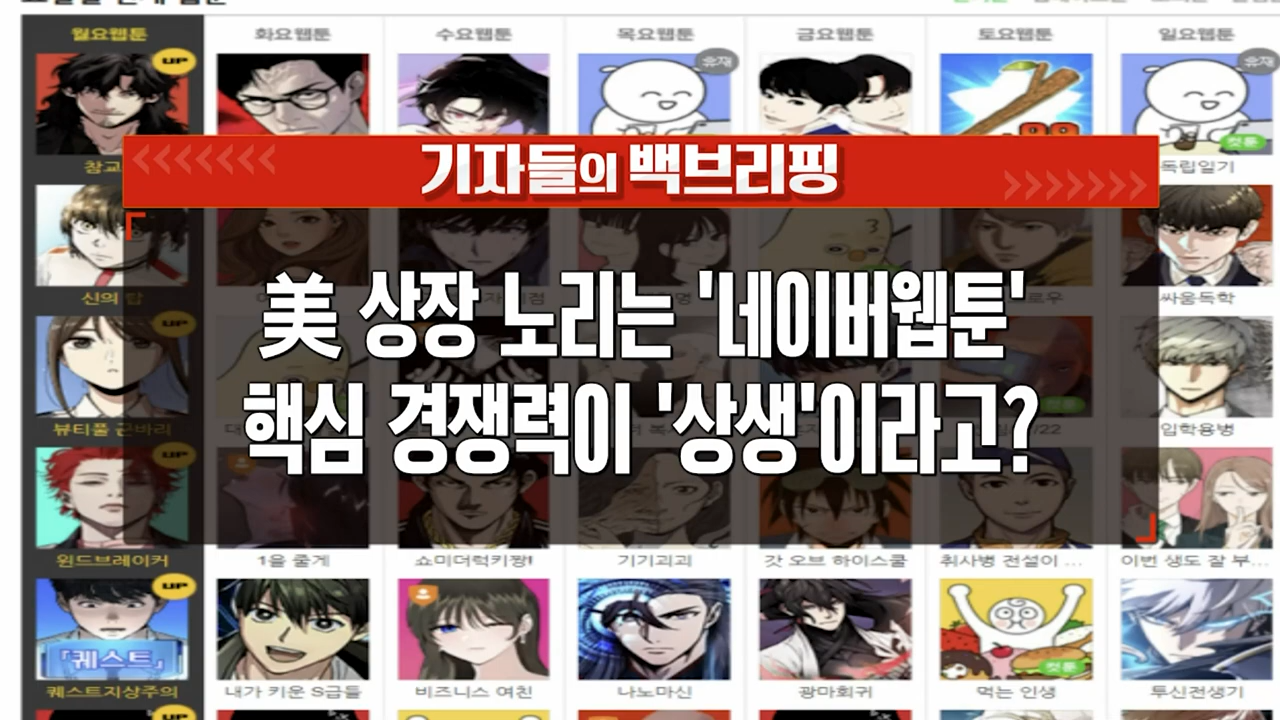 월요웹툰 화요웹툰 수요웹툰 목요웹툰 금요웹툰 토요웹툰 일요웹툰
UP 휴재 휴재
컷툰
독립일기
기자들의 백브리핑
신의 탑 싸움독학
美 상장 노리는 '네이버웹툰'
핵심 경쟁력이 '상생'이라고?
UP
뷰티풀 군바리 입학용병
UP
윈드브레이커 1을 줄게 쇼미더럭키짱! 기기괴괴 갓 오브 하이스쿨 취사병 전설이 ... 이번 생도 잘 부...
UP
『퀘스트』 컷툰
퀘스트지상주의 내가 키운 S급들 비즈니스 여친 나노마신 광마회귀 먹는 인생 투신전생기
UP